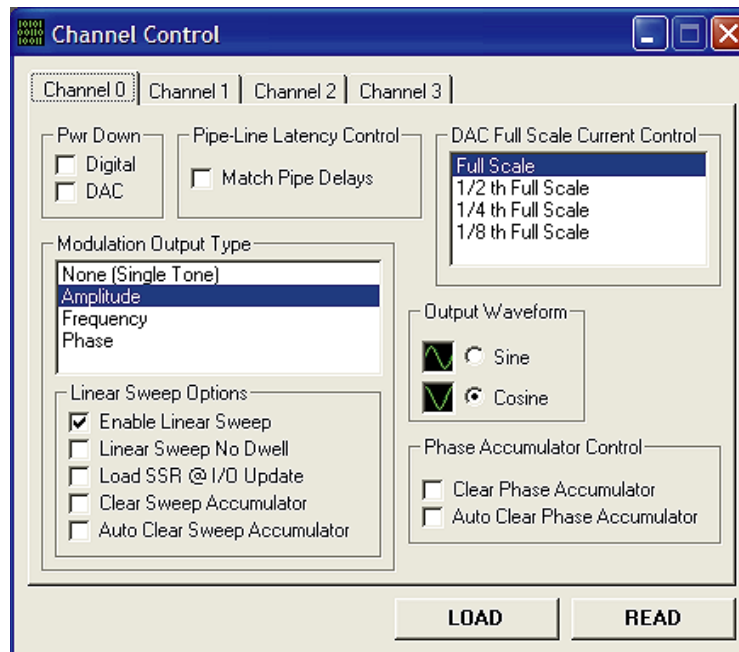 10101
00110
10011
Channel Control
Channel 0
Channel 1
Channel 2
Channel 3
Pwr Down
Digital
DAC
Pipe-Line Latency Control
Match Pipe Delays
DAC Full Scale Current Control
Full Scale
1/2 th Full Scale
1/4 th Full Scale
1/8 th Full Scale
Modulation Output Type
None (Single Tone)
Amplitude
Frequency
Phase
Output Waveform
Sine
Cosine
Linear Sweep Options
Enable Linear Sweep
Linear Sweep No Dwell
Load SSR @ I/O Update
Clear Sweep Accumulator
Auto Clear Sweep Accumulator
Phase Accumulator Control
Clear Phase Accumulator
Auto Clear Phase Accumulator
LOAD
READ